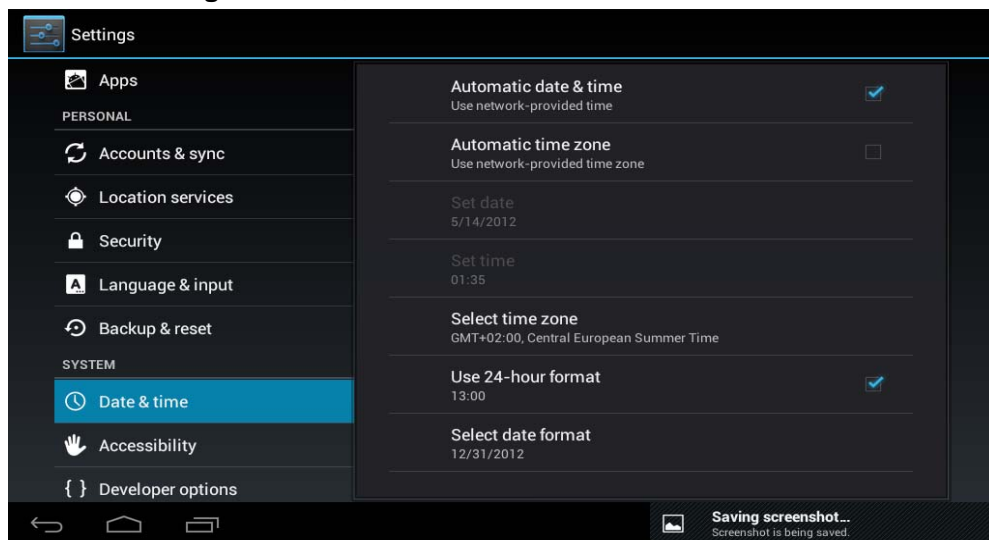 Settings
Apps
PERSONAL
Accounts & sync
Location services
Security
Language & input
Backup & reset
SYSTEM
Date & time
Accessibility
{ } Developer options
Automatic date & time
Use network-provided time
Automatic time zone
Use network-provided time zone
Set date
5/14/2012
Set time
01:35
Select time zone
GMT+02:00, Central European Summer Time
Use 24-hour format
13:00
Select date format
12/31/2012
Saving screenshot...
Screenshot is being saved.